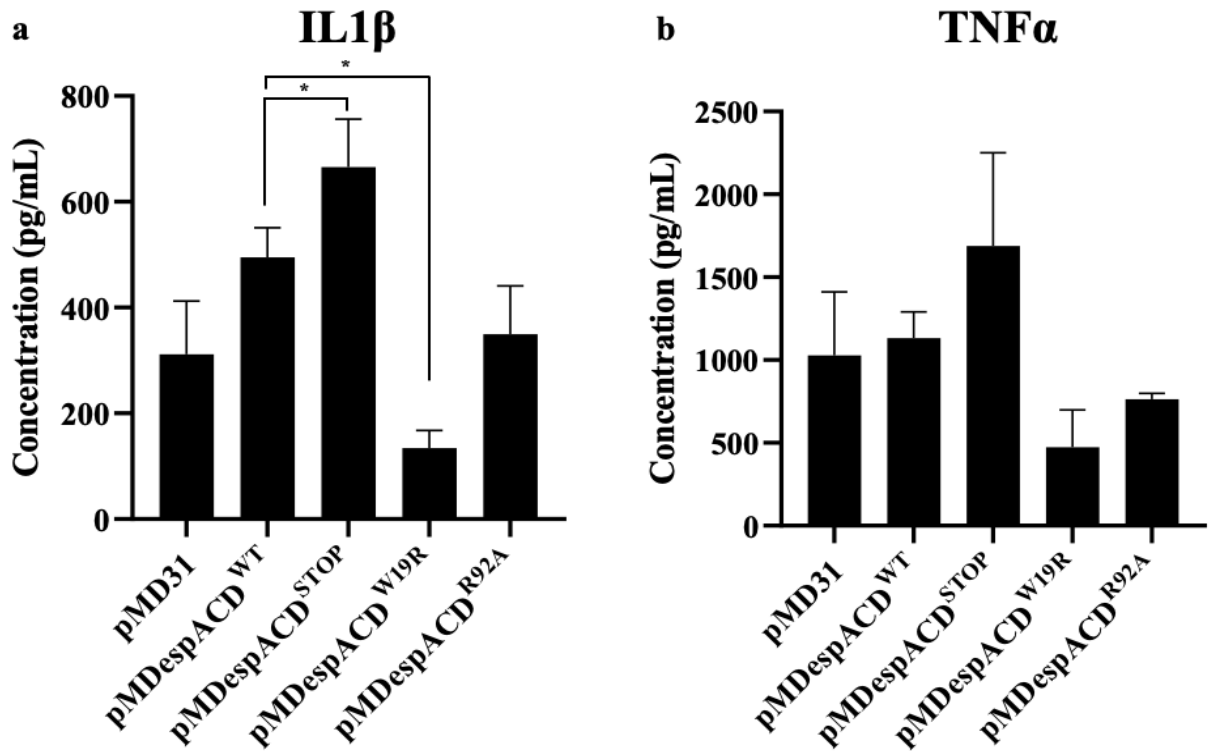 a
IL1β
*
*
Concentration (pg/mL)
800
600
400
200
0
pMD31
pMDespACD^WT
pMDespACD^STOP
pMDespACD^W19R
pMDespACD^R92A
b
TNFα
Concentration (pg/mL)
2500
2000
1500
1000
500
0
pMD31
pMDespACD^WT
pMDespACD^STOP
pMDespACD^W19R
pMDespACD^R92A